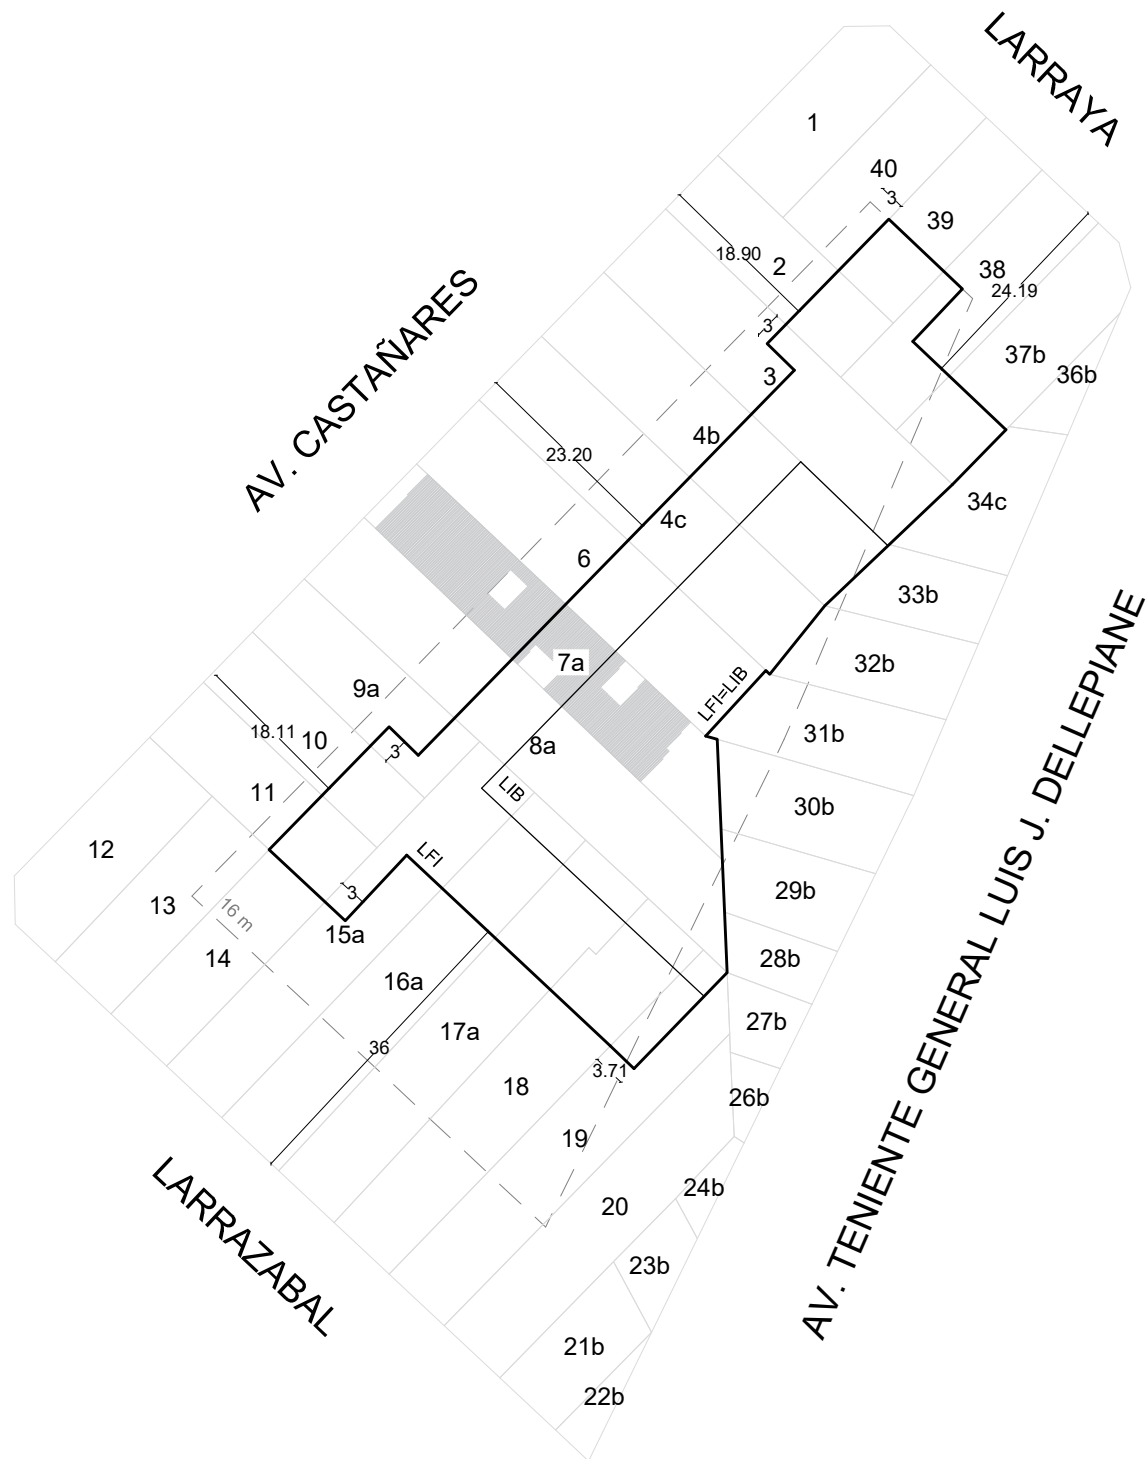 LARRAYA
1
40
3
39
18.90
2
38
24.19
3
37b
36b
3
AV. CASTAÑARES
4b
23.20
34c
4c
6
33b
7a
32b
9a
LFI=LIB
18.11
10
31b
3
8a
11
LIB
30b
12
LFI
29b
3
13
16 m
15a
14
28b
16a
27b
17a
36
3.71
18
26b
19
24b
20
23b
21b
22b
LARRAZABAL
AV. TENIENTE GENERAL LUIS J. DELLEPIANE